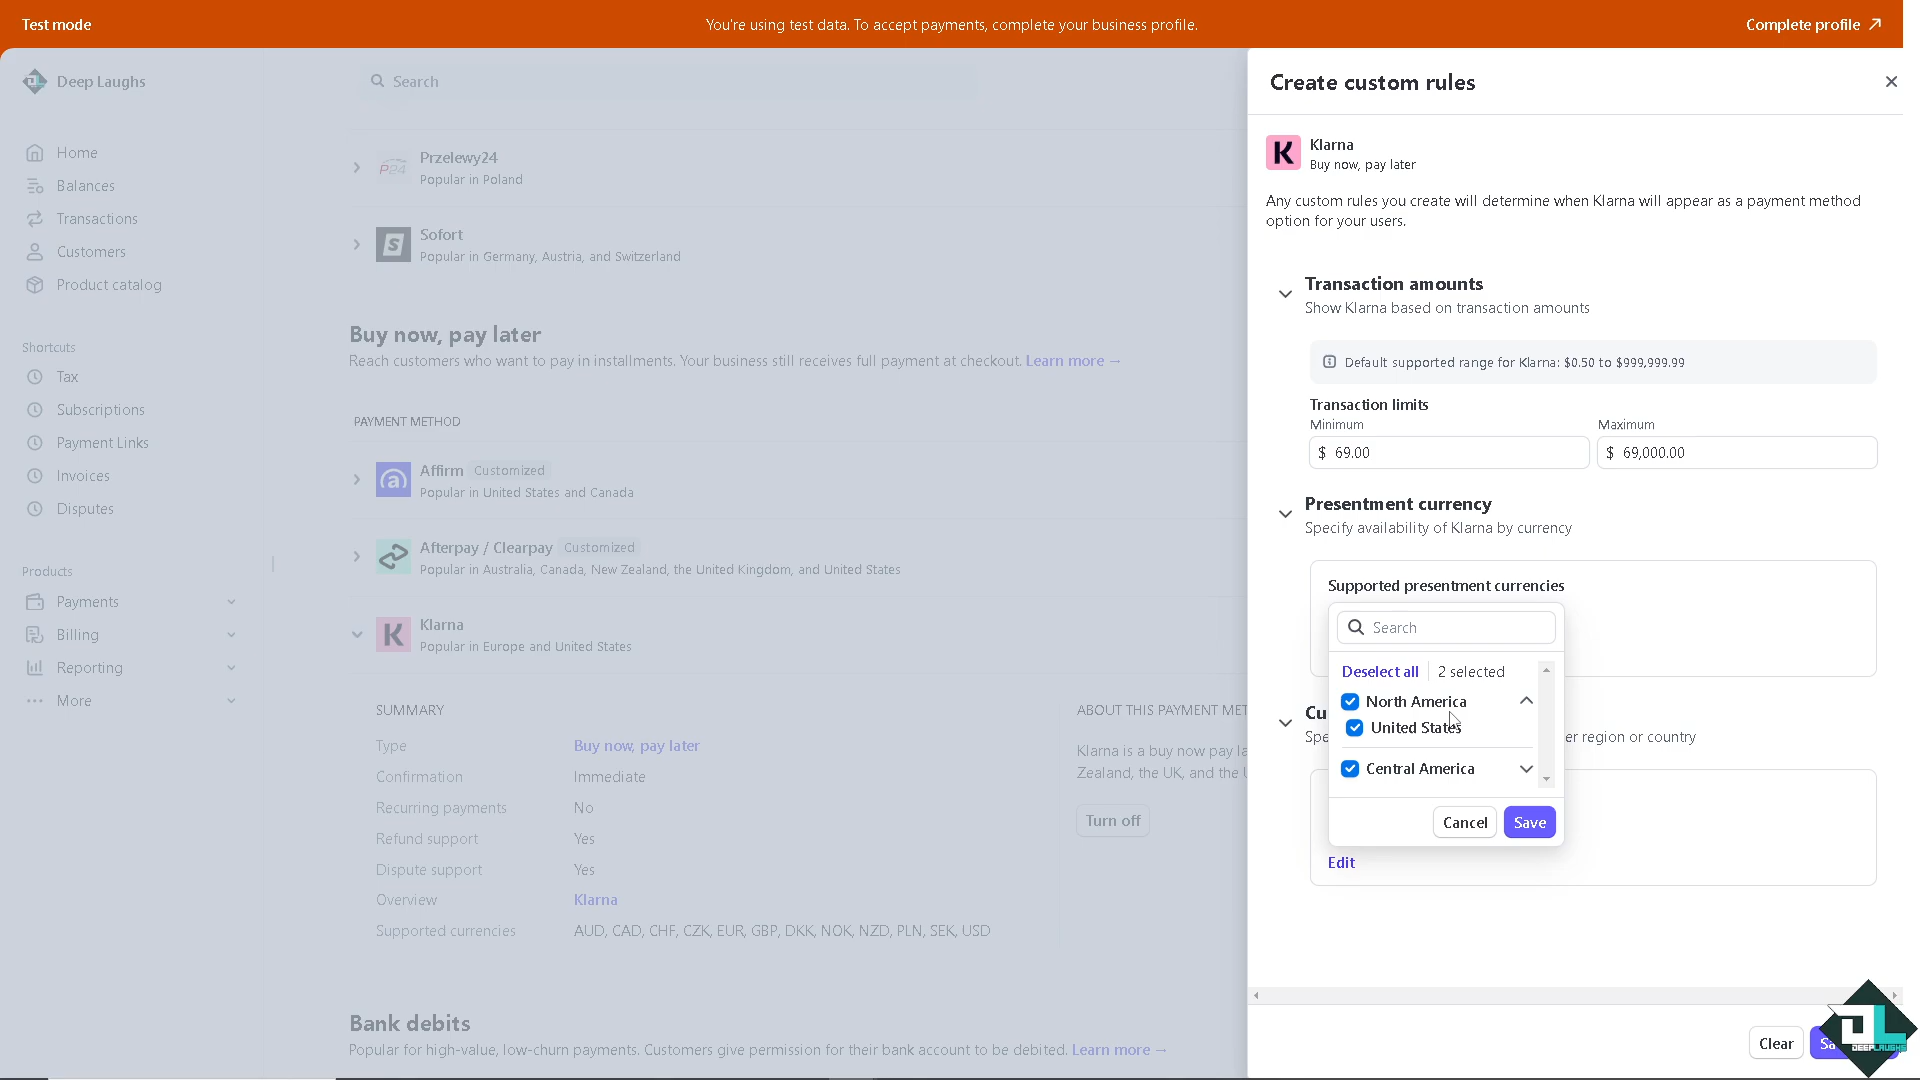 Test mode
You're using test data. To accept payments, complete your business profile.
Complete profile
Deep Laughs
Search
Home
Balances
Transactions
Customers
Product catalog
Shortcuts
Tax
Subscriptions
Payment Links
Invoices
Disputes
Products
Payments
Billing
Reporting
More
P24
Przelewy24
Popular in Poland
S
Sofort
Popular in Germany, Austria, and Switzerland
Buy now, pay later
Reach customers who want to pay in installments. Your business still receives full payment at checkout. Learn more →
PAYMENT METHOD
Affirm Customized
Popular in United States and Canada
Afterpay / Clearpay Customized
Popular in Australia, Canada, New Zealand, the United Kingdom, and United States
K
Klarna
Popular in Europe and United States
SUMMARY
Type Buy now, pay later
Confirmation Immediate
Recurring payments No
Refund support Yes
Dispute support Yes
Overview Klarna
Supported currencies AUD, CAD, CHF, CZK, EUR, GBP, DKK, NOK, NZD, PLN, SEK, USD
ABOUT THIS PAYMENT MET
Klarna is a buy now pay la
Zealand, the UK, and the U
Turn off
Bank debits
Popular for high-value, low-churn payments. Customers give permission for their bank account to be debited. Learn more →
Create custom rules
K
Klarna
Buy now, pay later
Any custom rules you create will determine when Klarna will appear as a payment method
option for your users.
Transaction amounts
Show Klarna based on transaction amounts
Default supported range for Klarna: $0.50 to $999,999.99
Transaction limits
Minimum
Maximum
$ 69.00
$ 69,000.00
Presentment currency
Specify availability of Klarna by currency
Supported presentment currencies
Search
Deselect all 2 selected
North America
United States
Central America
Cancel
Save
Cu
Spe
er region or country
Edit
Clear
Sa
DEEPLAUGHS